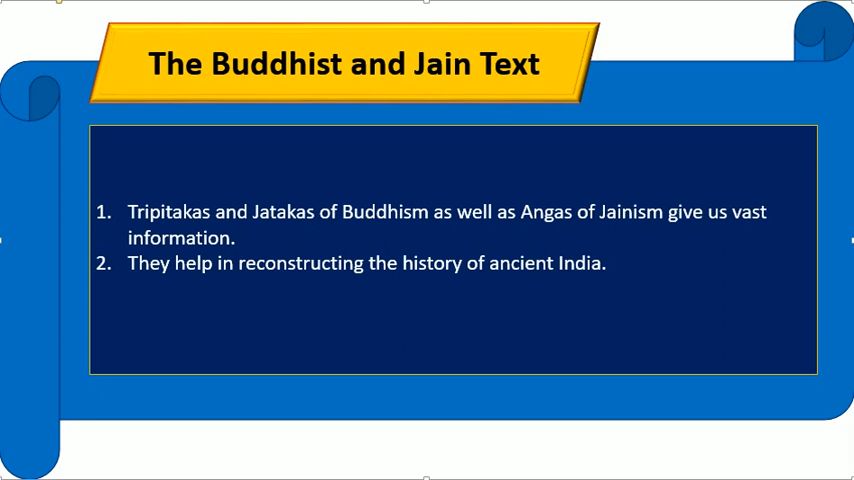 The Buddhist and Jain Text
1. Tripitakas and Jatakas of Buddhism as well as Angas of Jainism give us vast
information.
2. They help in reconstructing the history of ancient India.